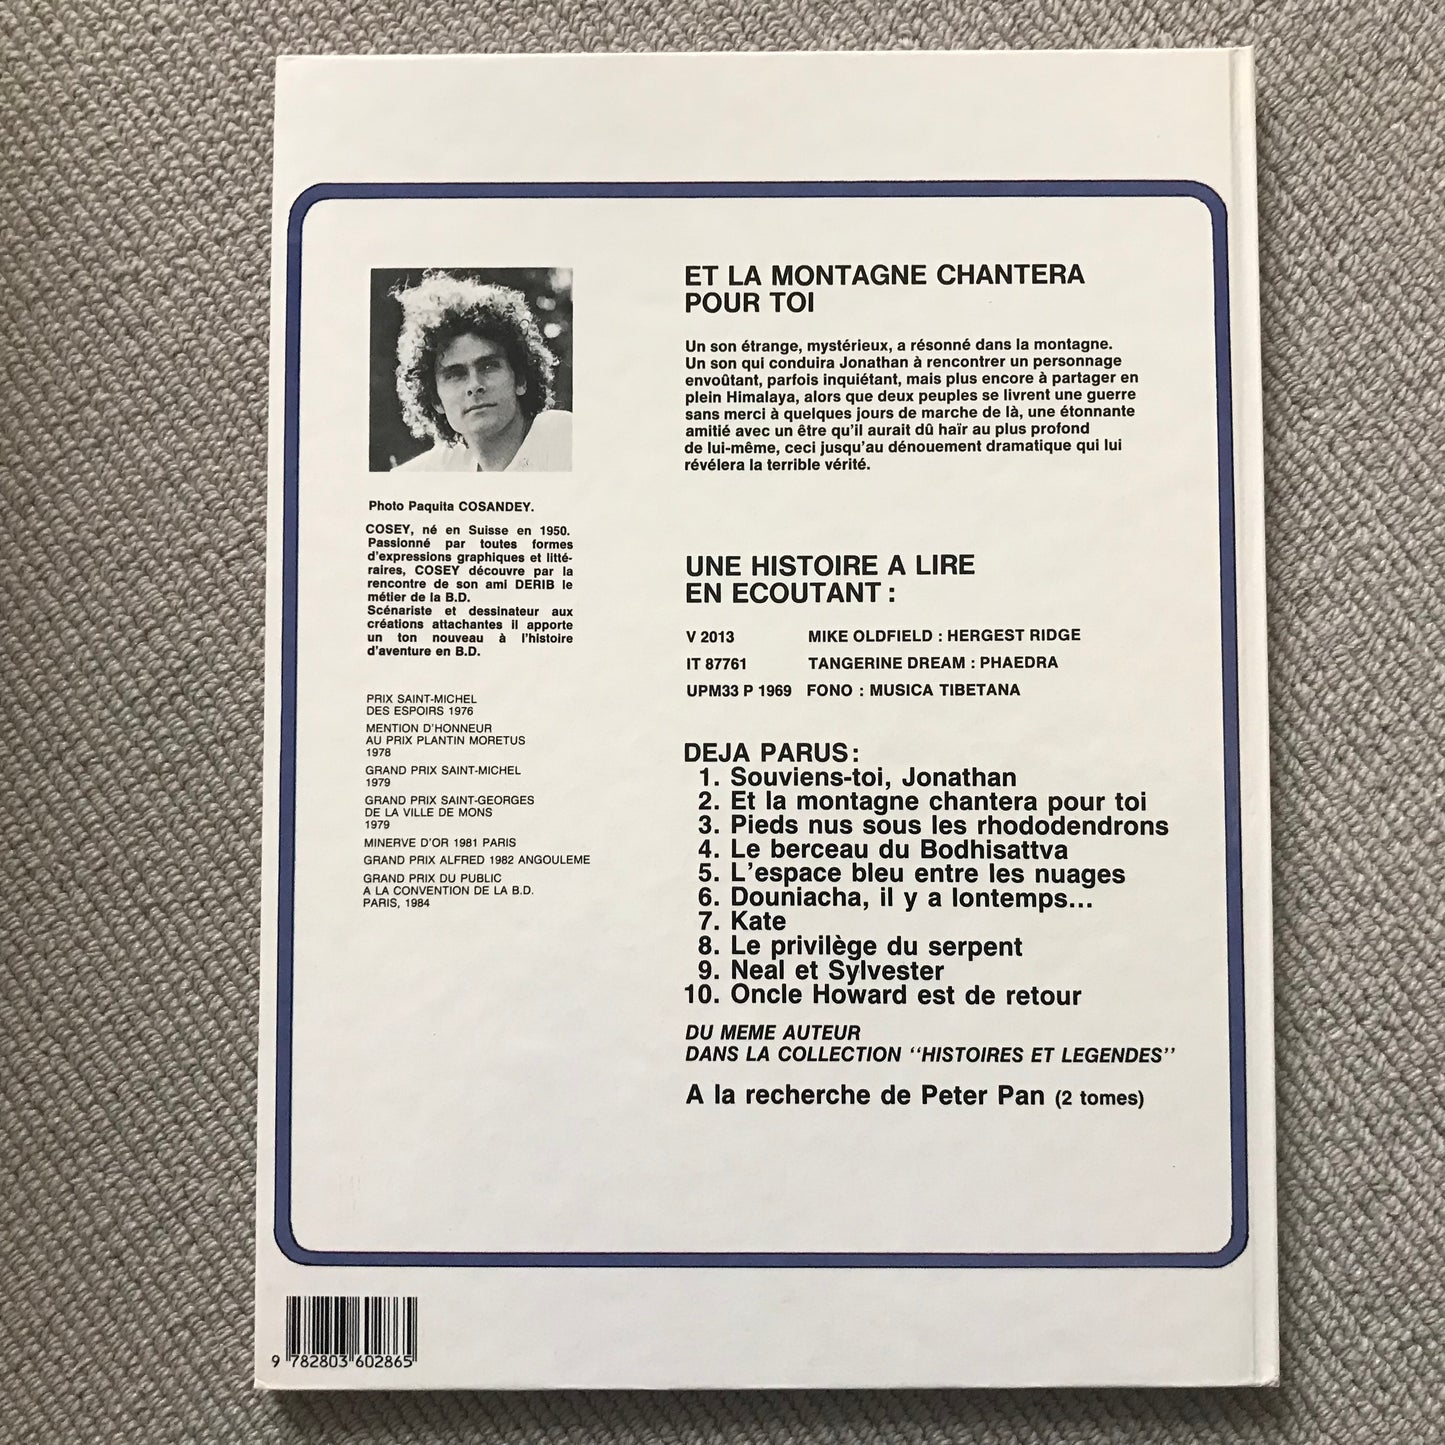 Photo Paquita COSANDEY.
COSEY, né en Suisse en 1950.
Passionné par toutes formes
d'expressions graphiques et litté-
raires, COSEY découvre par la
rencontre de son ami DERIB le
métier de la B.D.
Scénariste et dessinateur aux
créations attachantes il apporte
un ton nouveau à l'histoire
d'aventure en B.D.
PRIX SAINT-MICHEL
DES ESPOIRS 1976
MENTION D'HONNEUR
AU PRIX PLANTIN MORETUS
1978
GRAND PRIX SAINT-MICHEL
1979
GRAND PRIX SAINT-GEORGES
DE LA VILLE DE MONS
1979
MINERVE D'OR 1981 PARIS
GRAND PRIX ALFRED 1982 ANGOULEME
GRAND PRIX DU PUBLIC
A LA CONVENTION DE LA B.D.
PARIS, 1984
ET LA MONTAGNE CHANTERA
POUR TOI
Un son étrange, mystérieux, a résonné dans la montagne.
Un son qui conduira Jonathan à rencontrer un personnage
envoûtant, parfois inquiétant, mais plus encore à partager en
plein Himalaya, alors que deux peuples se livrent une guerre
sans merci à quelques jours de marche de là, une étonnante
amitié avec un être qu'il aurait dû haïr au plus profond
de lui-même, ceci jusqu'au dénouement dramatique qui lui
révélera la terrible vérité.
UNE HISTOIRE A LIRE
EN ECOUTANT :
V 2013 MIKE OLDFIELD : HERGEST RIDGE
IT 87761 TANGERINE DREAM : PHAEDRA
UPM33 P 1969 FONO : MUSICA TIBETANA
DEJA PARUS :
1. Souviens-toi, Jonathan
2. Et la montagne chantera pour toi
3. Pieds nus sous les rhododendrons
4. Le berceau du Bodhisattva
5. L'espace bleu entre les nuages
6. Douniacha, il y a lontemps...
7. Kate
8. Le privilège du serpent
9. Neal et Sylvester
10. Oncle Howard est de retour
DU MEME AUTEUR
DANS LA COLLECTION "HISTOIRES ET LEGENDES"
A la recherche de Peter Pan (2 tomes)
9 782803 602865